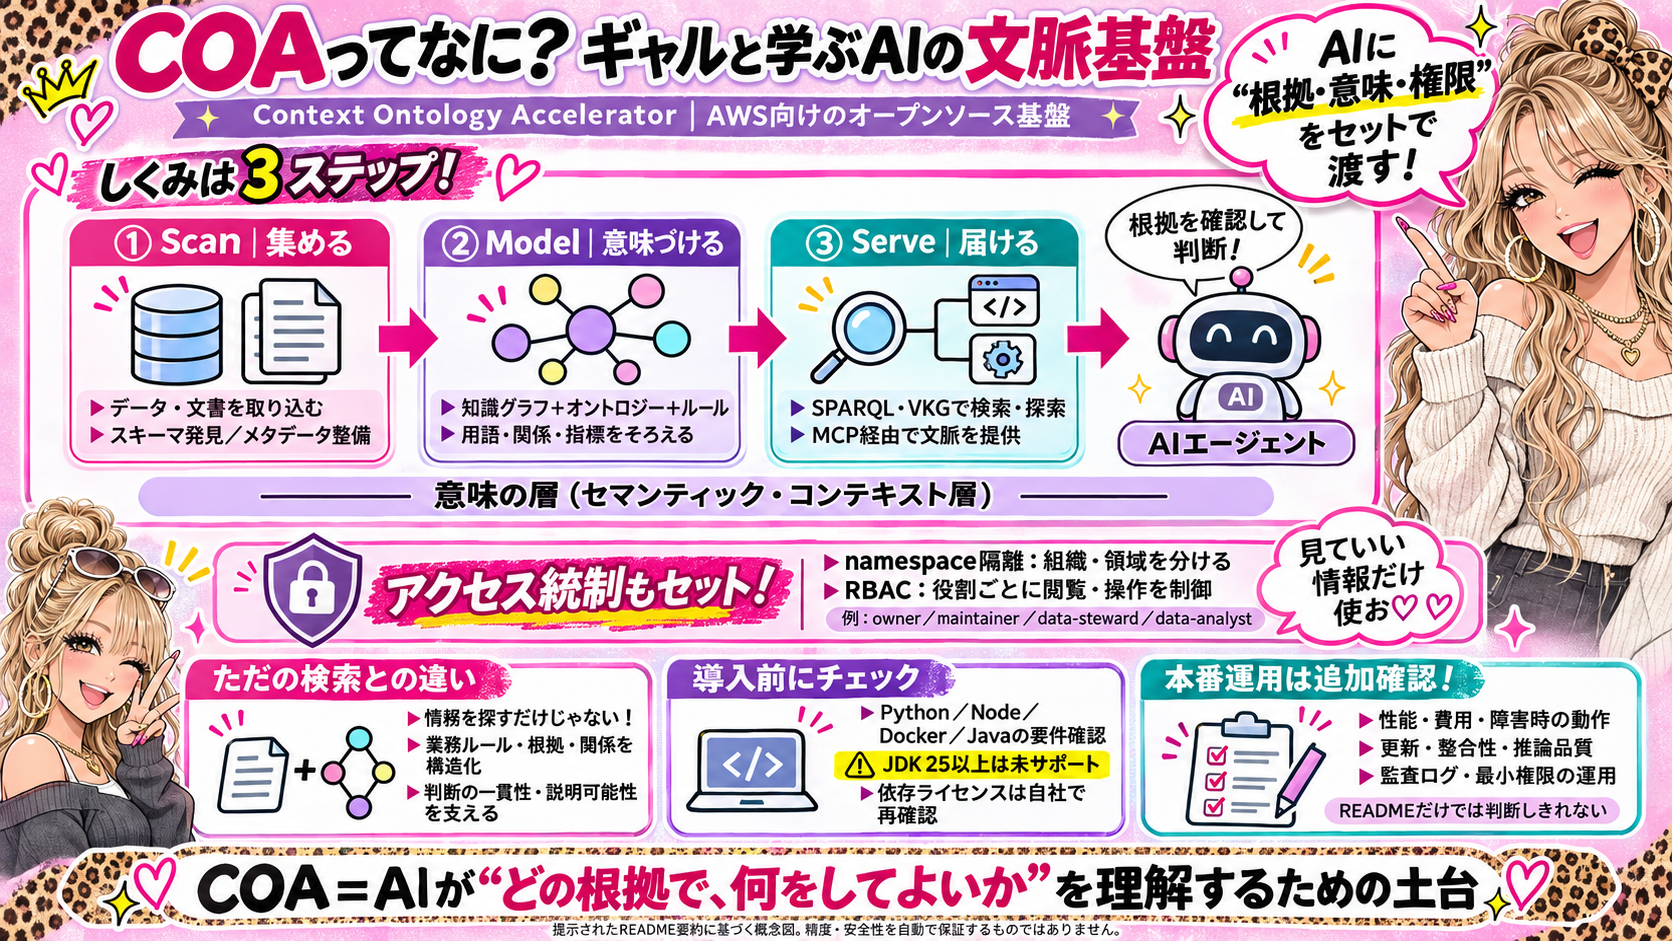 COAってなに？ギャルと学ぶAIの文脈基盤
Context Ontology Accelerator｜AWS向けのオープンソース基盤
AIに
“根拠・意味・権限”
をセットで
渡す！
しくみは3ステップ！
① Scan｜集める
▶データ・文書を取り込む
▶スキーマ発見／メタデータ整備
② Model｜意味づける
▶知識グラフ＋オントロジー＋ルール
▶用語・関係・指標をそろえる
③ Serve｜届ける
</>
▶SPARQL・VKGで検索・探索
▶MCP経由で文脈を提供
根拠を確認して
判断！
AI
AIエージェント
意味の層（セマンティック・コンテキスト層）
アクセス統制もセット！
▶namespace隔離：組織・領域を分ける
▶RBAC：役割ごとに閲覧・操作を制御
例：owner／maintainer／data-steward／data-analyst
見ていい
情報だけ
使お♡♡
ただの検索との違い
▶情務を探すだけじゃない！
▶業務ルール・根拠・関係を
構造化
▶判断の一貫性・説明可能性
を支える
導入前にチェック
</>
▶Python／Node／
Docker／Javaの要件確認
⚠ JDK 25以上は未サポート
▶依存ライセンスは自社で
再確認
本番運用は追加確認！
▶性能・費用・障害時の動作
▶更新・整合性・推論品質
▶監査ログ・最小権限の運用
READMEだけでは判断しきれない
COA＝AIが“どの根拠で、何をしてよいか”を理解するための土台
提示されたREADME要約に基づく概念図。精度・安全性を自動で保証するものではありません。